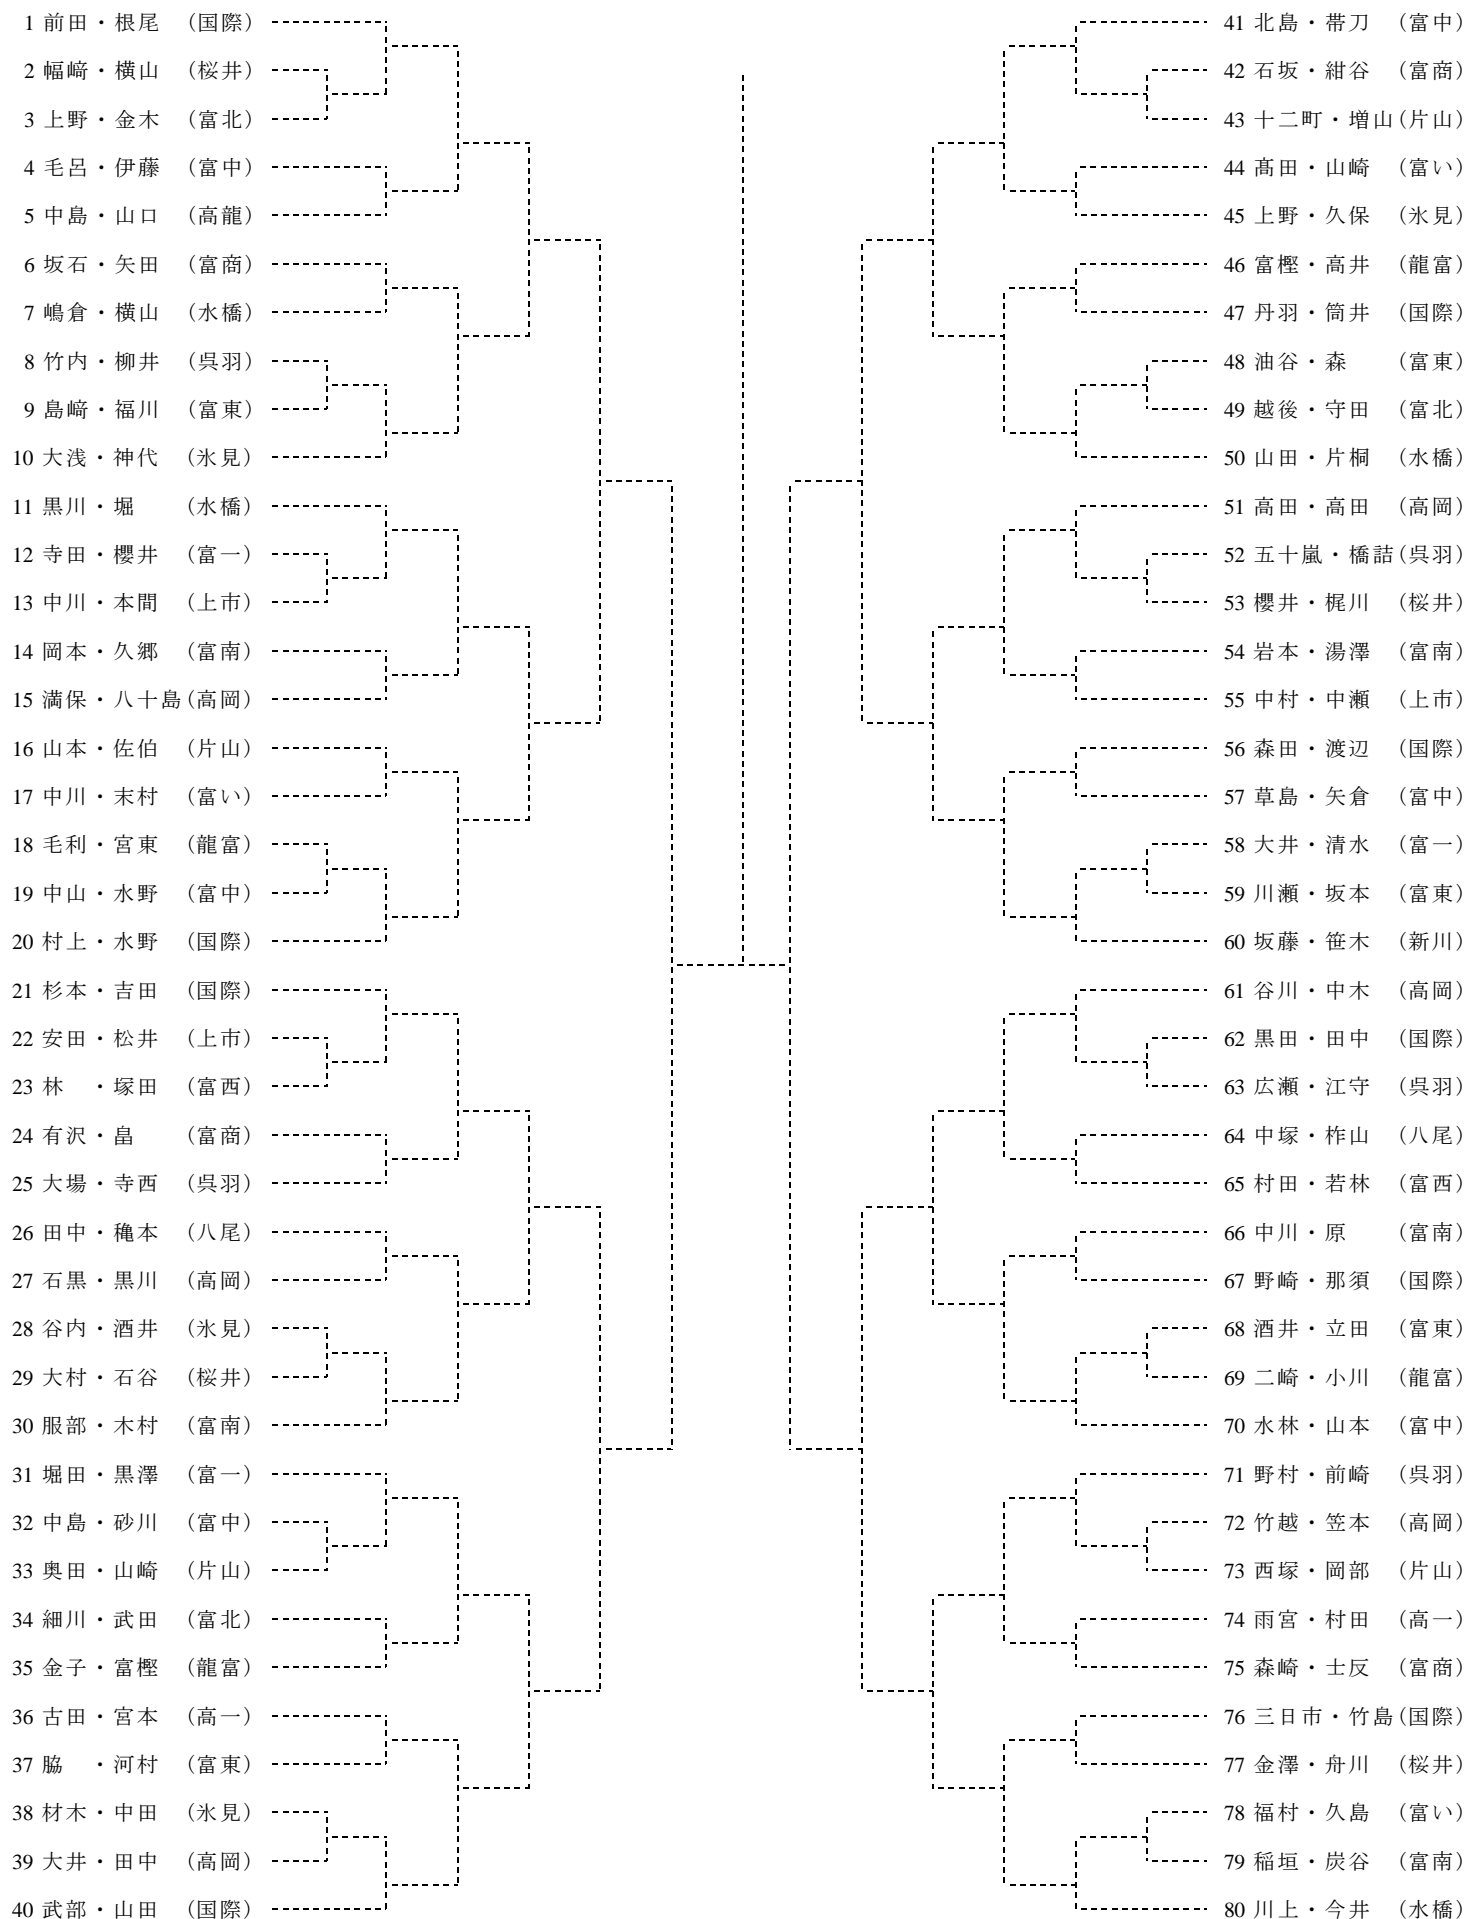 1 前田・根尾 (国際)
2 幅﨑・横山 (桜井)
3 上野・金木 (富北)
4 毛呂・伊藤 (富中)
5 中島・山口 (高龍)
6 坂石・矢田 (富商)
7 嶋倉・横山 (水橋)
8 竹内・柳井 (呉羽)
9 島﨑・福川 (富東)
10 大浅・神代 (氷見)
11 黒川・堀 (水橋)
12 寺田・櫻井 (富一)
13 中川・本間 (上市)
14 岡本・久郷 (富南)
15 満保・八十島(高岡)
16 山本・佐伯 (片山)
17 中川・末村 (富い)
18 毛利・宮東 (龍富)
19 中山・水野 (富中)
20 村上・水野 (国際)
21 杉本・吉田 (国際)
22 安田・松井 (上市)
23 林 ・塚田 (富西)
24 有沢・畠 (富商)
25 大場・寺西 (呉羽)
26 田中・穐本 (八尾)
27 石黒・黒川 (高岡)
28 谷内・酒井 (氷見)
29 大村・石谷 (桜井)
30 服部・木村 (富南)
31 堀田・黒澤 (富一)
32 中島・砂川 (富中)
33 奥田・山崎 (片山)
34 細川・武田 (富北)
35 金子・富樫 (龍富)
36 古田・宮本 (高一)
37 脇 ・河村 (富東)
38 材木・中田 (氷見)
39 大井・田中 (高岡)
40 武部・山田 (国際)
41 北島・帯刀 (富中)
42 石坂・紺谷 (富商)
43 十二町・増山(片山)
44 髙田・山崎 (富い)
45 上野・久保 (氷見)
46 富樫・高井 (龍富)
47 丹羽・筒井 (国際)
48 油谷・森 (富東)
49 越後・守田 (富北)
50 山田・片桐 (水橋)
51 高田・高田 (高岡)
52 五十嵐・橋詰(呉羽)
53 櫻井・梶川 (桜井)
54 岩本・湯澤 (富南)
55 中村・中瀬 (上市)
56 森田・渡辺 (国際)
57 草島・矢倉 (富中)
58 大井・清水 (富一)
59 川瀬・坂本 (富東)
60 坂藤・笹木 (新川)
61 谷川・中木 (高岡)
62 黒田・田中 (国際)
63 広瀬・江守 (呉羽)
64 中塚・柞山 (八尾)
65 村田・若林 (富西)
66 中川・原 (富南)
67 野崎・那須 (国際)
68 酒井・立田 (富東)
69 二崎・小川 (龍富)
70 水林・山本 (富中)
71 野村・前崎 (呉羽)
72 竹越・笠本 (高岡)
73 西塚・岡部 (片山)
74 雨宮・村田 (高一)
75 森崎・士反 (富商)
76 三日市・竹島(国際)
77 金澤・舟川 (桜井)
78 福村・久島 (富い)
79 稲垣・炭谷 (富南)
80 川上・今井 (水橋)